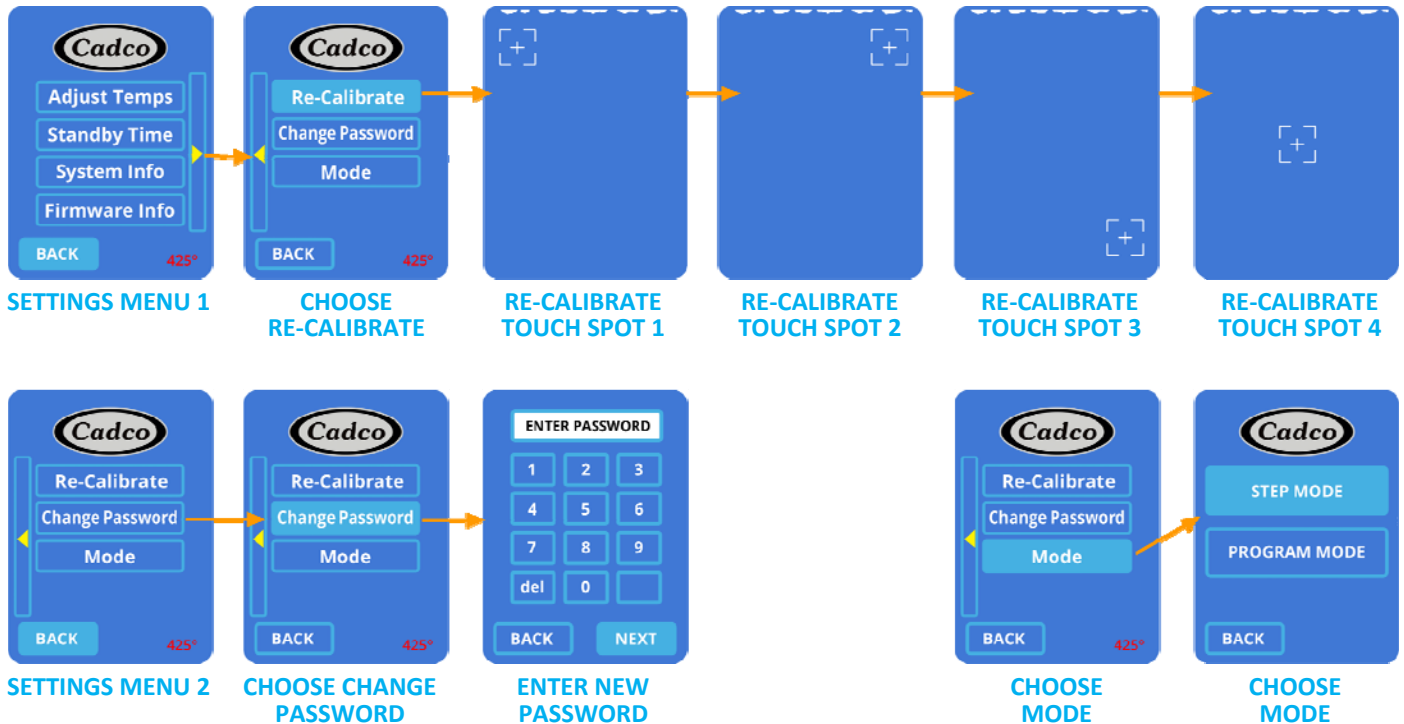 Cadco
Adjust Temps
Standby Time
System Info
Firmware Info
BACK
425°
SETTINGS MENU 1
Cadco
Re-Calibrate
Change Password
Mode
BACK
425°
CHOOSE
RE-CALIBRATE
RE-CALIBRATE
TOUCH SPOT 1
RE-CALIBRATE
TOUCH SPOT 2
RE-CALIBRATE
TOUCH SPOT 3
RE-CALIBRATE
TOUCH SPOT 4
Cadco
Re-Calibrate
Change Password
Mode
BACK
425°
SETTINGS MENU 2
Cadco
Re-Calibrate
Change Password
Mode
BACK
425°
CHOOSE CHANGE
PASSWORD
ENTER PASSWORD
1 2 3
4 5 6
7 8 9
del 0
BACK NEXT
ENTER NEW
PASSWORD
Cadco
Re-Calibrate
Change Password
Mode
BACK
425°
CHOOSE
MODE
Cadco
STEP MODE
PROGRAM MODE
BACK
CHOOSE
MODE